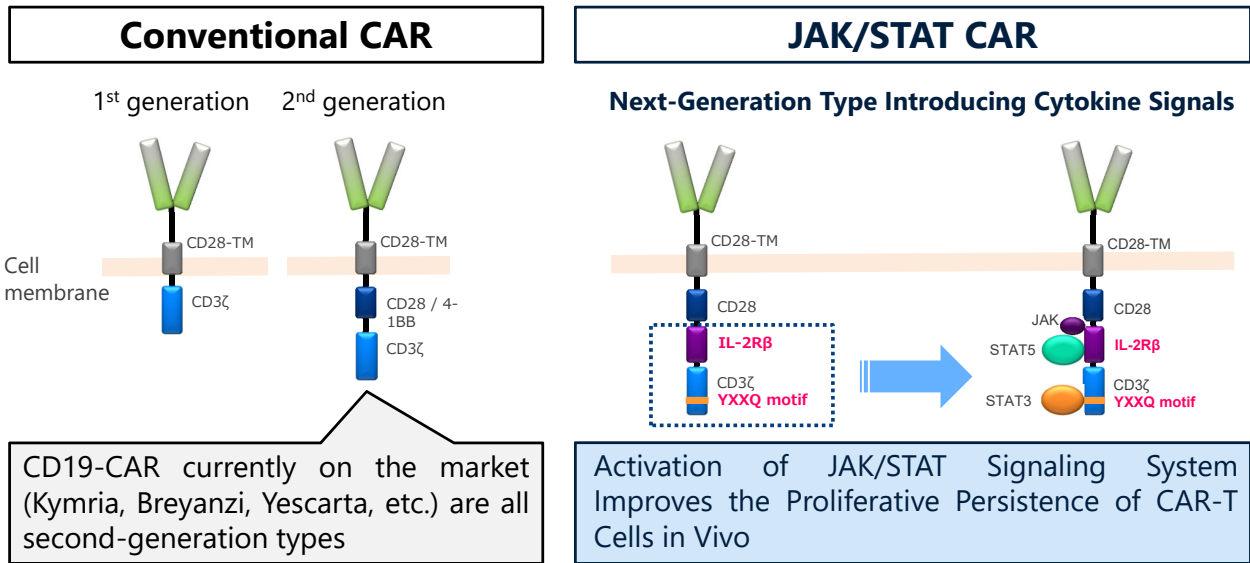 Conventional CAR
1st generation
2nd generation
CD28-TM
CD28-TM
Cell
membrane
CD3ζ
CD28 / 4-
1BB
CD3ζ
CD19-CAR currently on the market
(Kymria, Breyanzi, Yescarta, etc.) are all
second-generation types
JAK/STAT CAR
Next-Generation Type Introducing Cytokine Signals
CD28-TM
CD28
IL-2Rβ
CD3ζ
YXXQ motif
CD28-TM
CD28
JAK
STAT5
IL-2Rβ
CD3ζ
STAT3
YXXQ motif
Activation of JAK/STAT Signaling System
Improves the Proliferative Persistence of CAR-T
Cells in Vivo